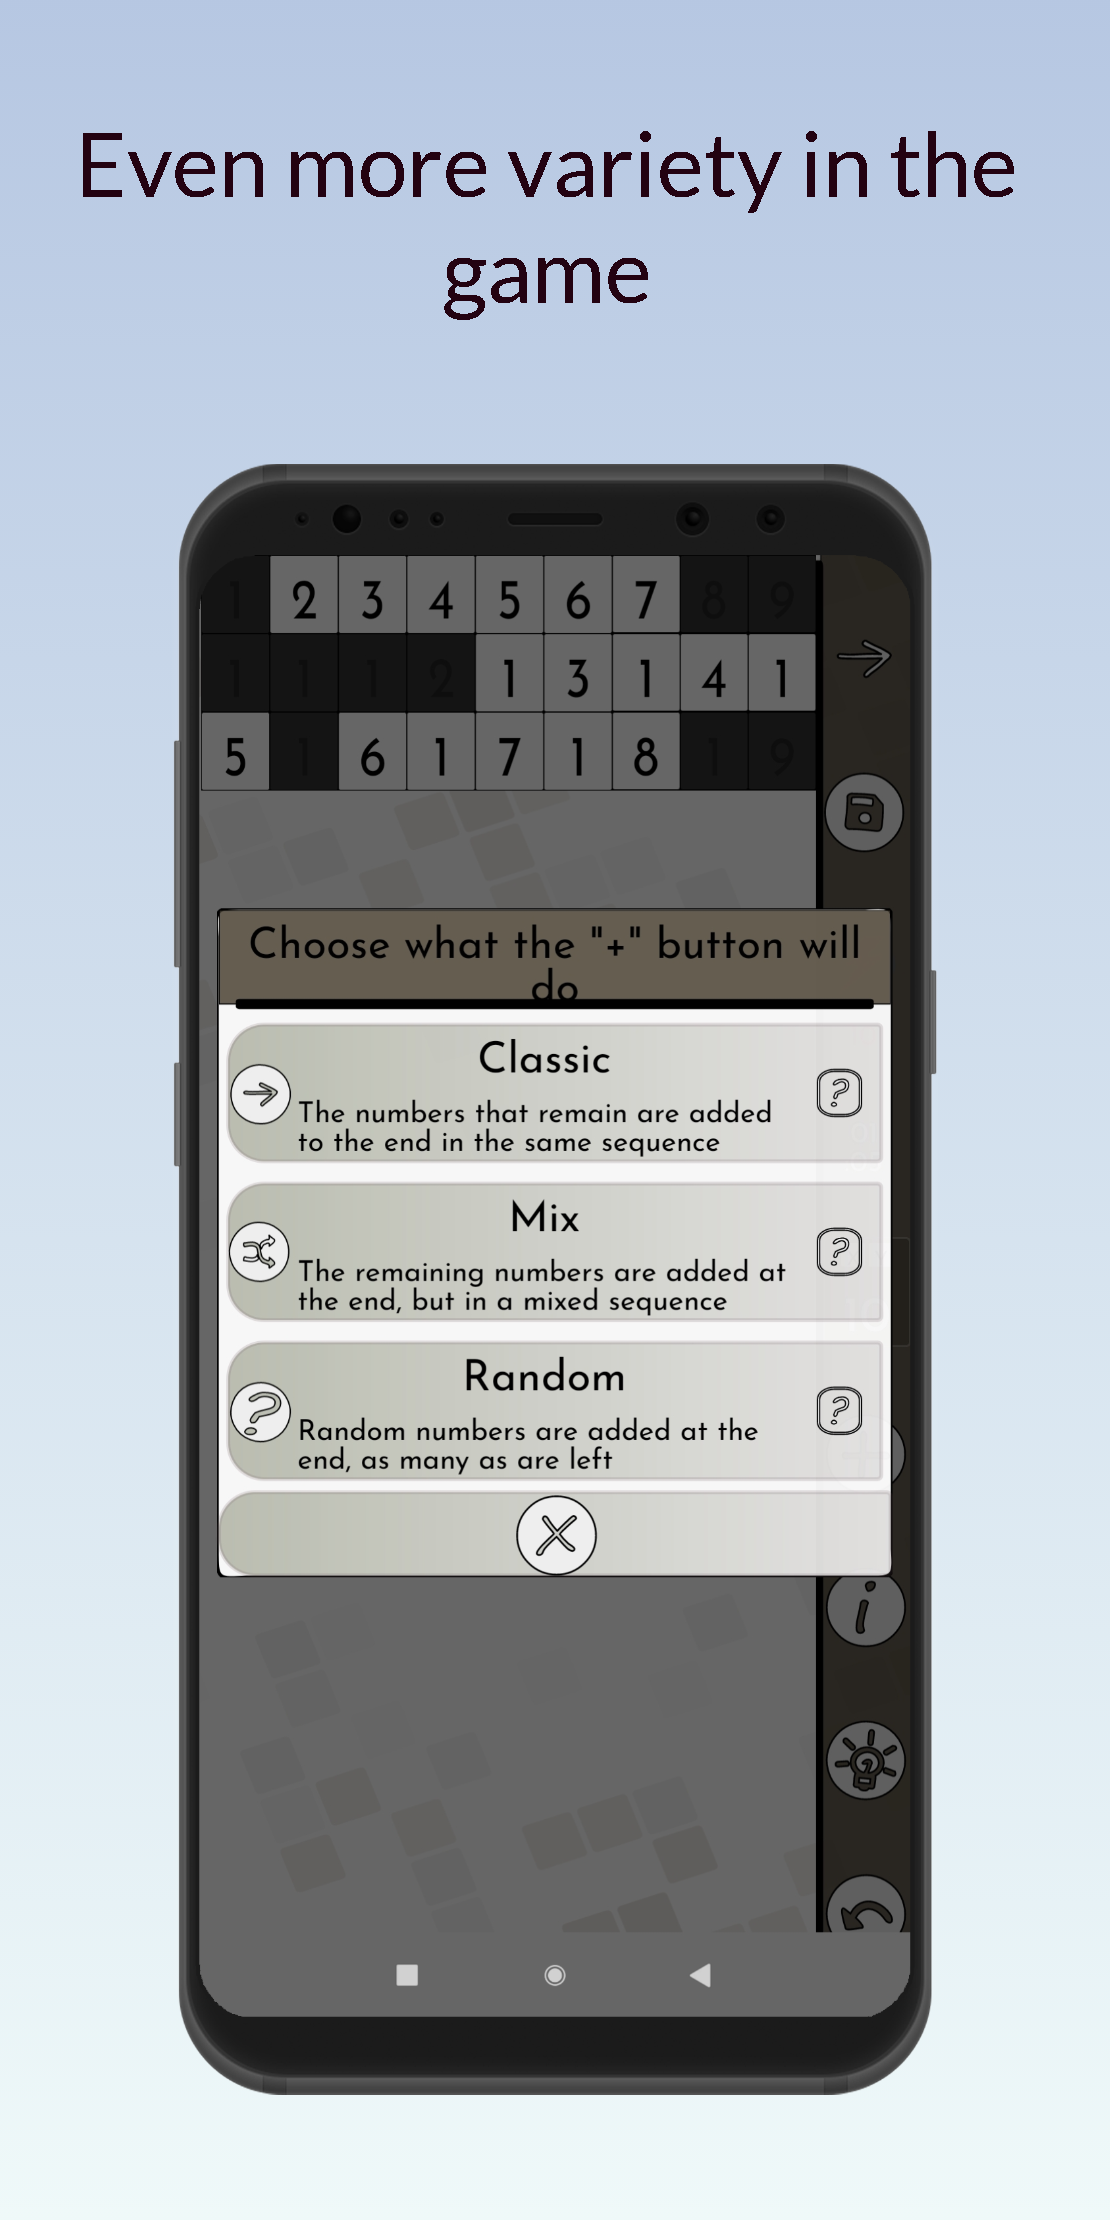 Even more variety in the
game
1 2 3 4 5 6 7 8 9
1 1 1 2 1 3 1 4 1
5 1 6 1 7 1 8 1 9
Choose what the "+" button will
do
Classic
The numbers that remain are added
to the end in the same sequence
?
Mix
The remaining numbers are added at
the end, but in a mixed sequence
?
Random
?
Random numbers are added at the
end, as many as are left
?
i